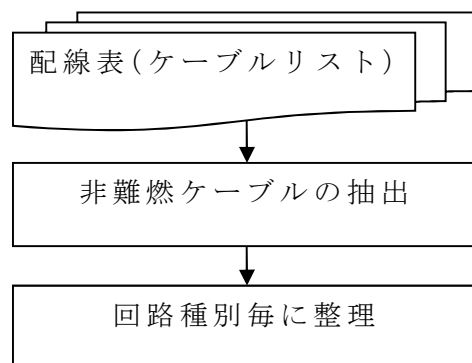 配線表(ケーブルリスト)
非難燃ケーブルの抽出
回路種別毎に整理